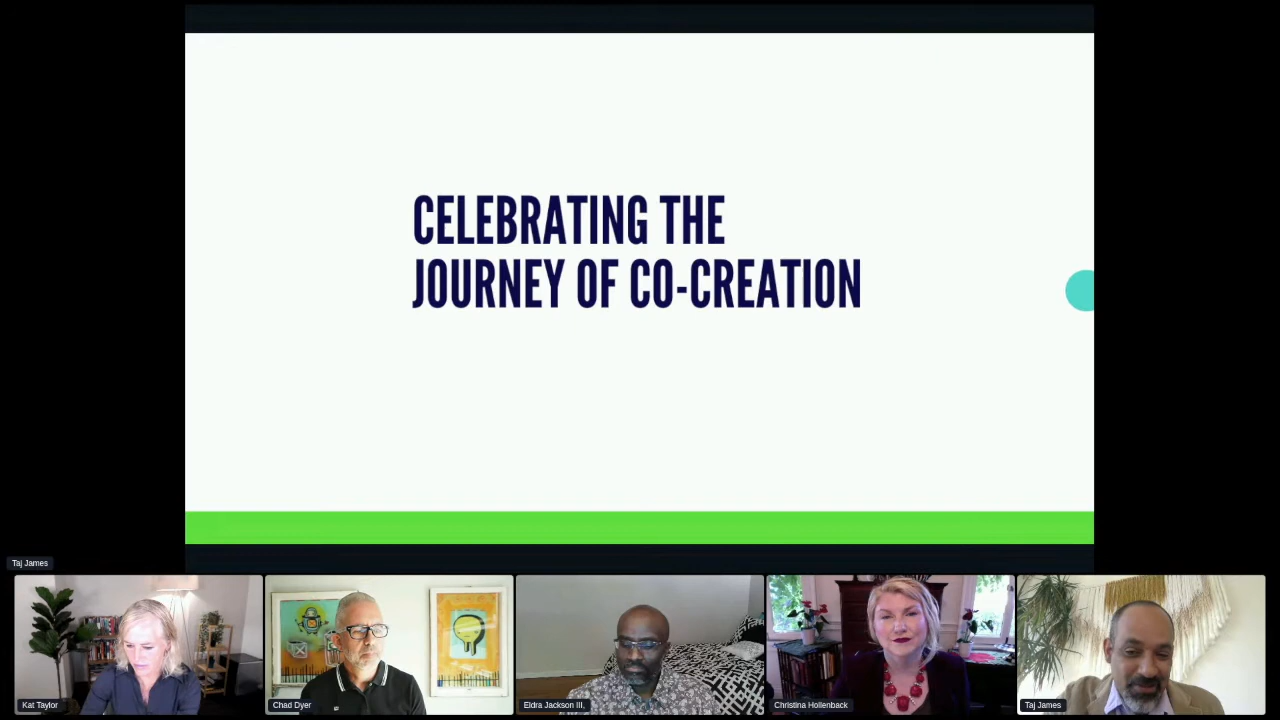 CELEBRATING THE
JOURNEY OF CO-CREATION
Taj James
Kat Taylor
Chad Dyer
Eldra Jackson III,
Christina Hollenback
Taj James